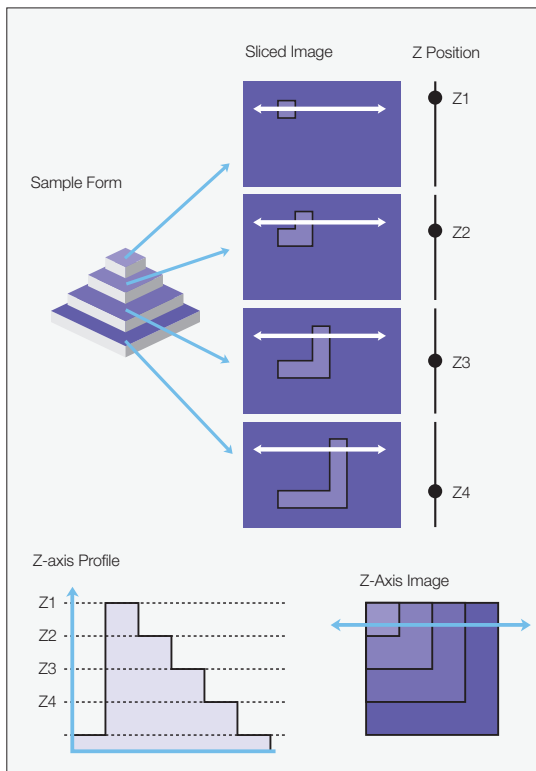 Sliced Image
Z Position
Z1
Sample Form
Z2
Z3
Z4
Z-axis Profile
Z-Axis Image
Z1
Z2
Z3
Z4